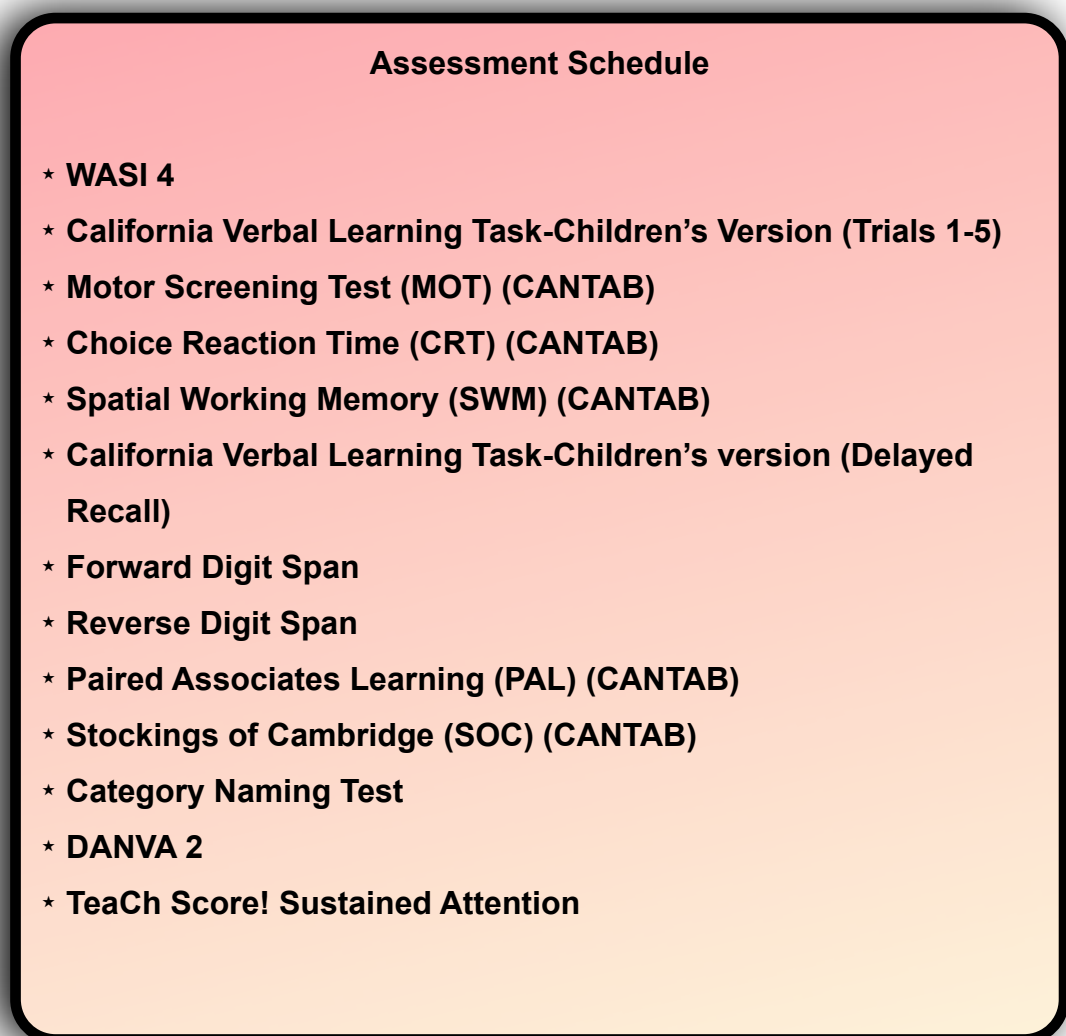 Assessment Schedule
⋆ WASI 4
⋆ California Verbal Learning Task-Children’s Version (Trials 1-5)
⋆ Motor Screening Test (MOT) (CANTAB)
⋆ Choice Reaction Time (CRT) (CANTAB)
⋆ Spatial Working Memory (SWM) (CANTAB)
⋆ California Verbal Learning Task-Children’s version (Delayed
Recall)
⋆ Forward Digit Span
⋆ Reverse Digit Span
⋆ Paired Associates Learning (PAL) (CANTAB)
⋆ Stockings of Cambridge (SOC) (CANTAB)
⋆ Category Naming Test
⋆ DANVA 2
⋆ TeaCh Score! Sustained Attention